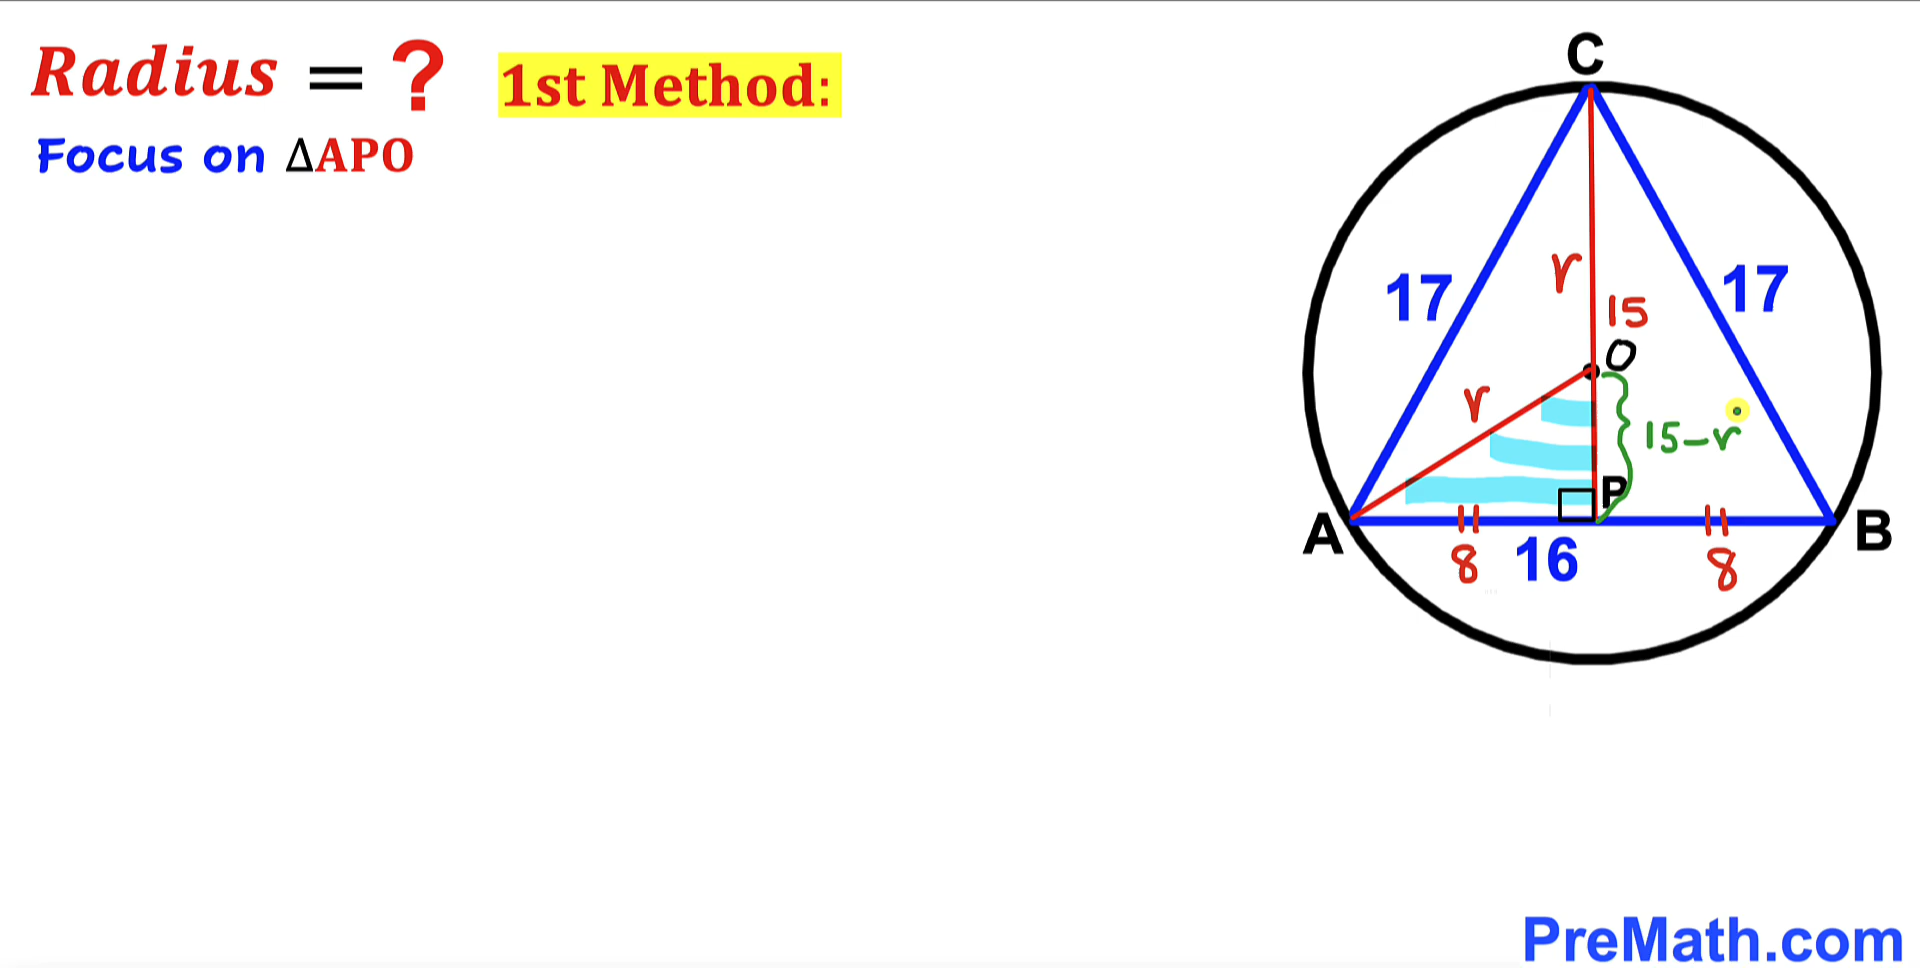 Radius = ?
1st Method:
Focus on ΔAPO
C
17
r
17
15
O
r
15-r
P
A
B
8
16
8
PreMath.com